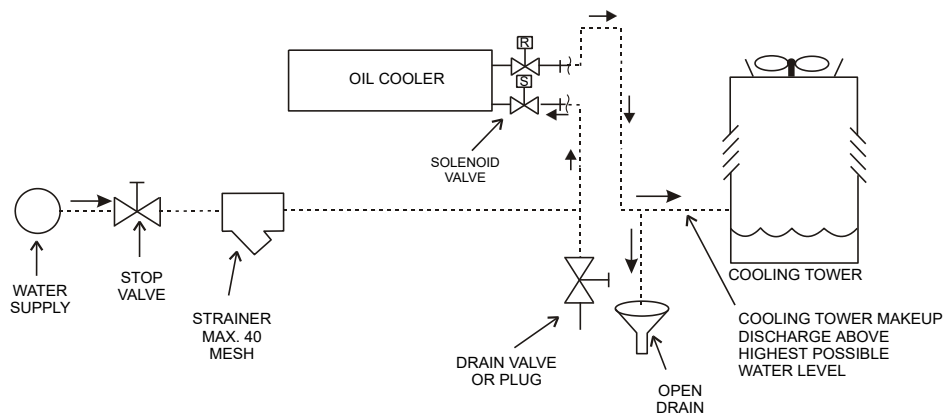 R
OIL COOLER
S
SOLENOID
VALVE
WATER
SUPPLY
STOP
VALVE
STRAINER
MAX. 40
MESH
DRAIN VALVE
OR PLUG
OPEN
DRAIN
COOLING TOWER
COOLING TOWER MAKEUP
DISCHARGE ABOVE
HIGHEST POSSIBLE
WATER LEVEL